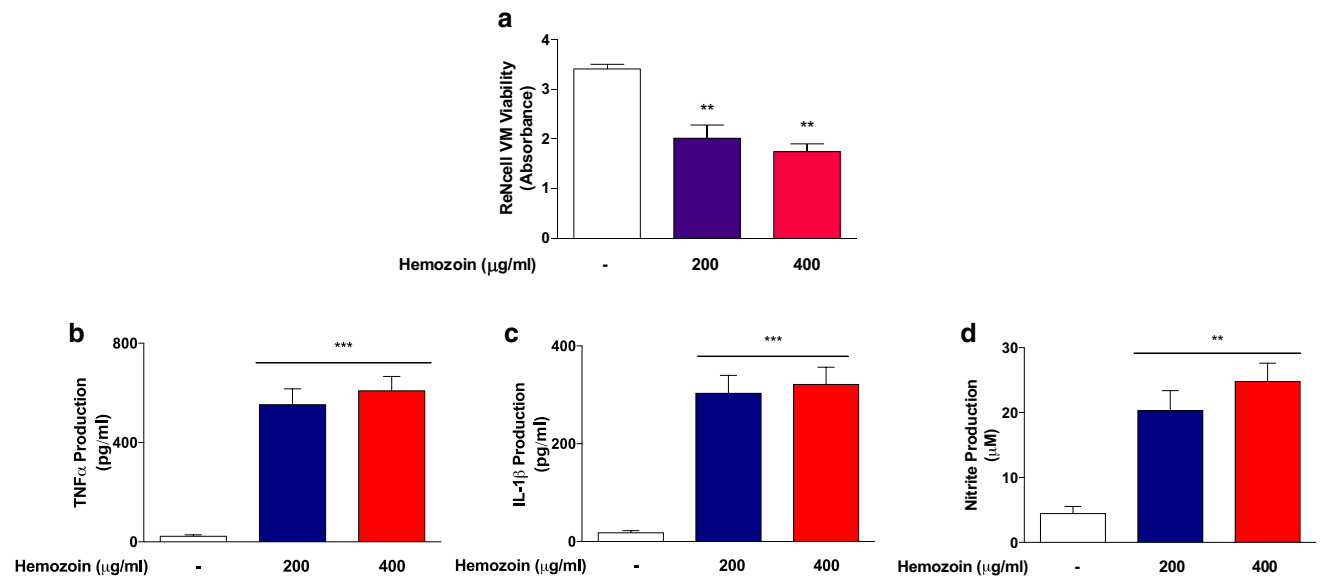 a
ReNcell VM Viability
(Absorbance)
4
3
2
1
0
**
**
Hemozoin (μg/ml)
-
200
400
b
TNFα Production
(pg/ml)
800
400
0
***
Hemozoin (μg/ml)
-
200
400
c
IL-1β Production
(pg/ml)
400
200
0
***
Hemozoin (μg/ml)
-
200
400
d
Nitrite Production
(μM)
30
20
10
0
**
Hemozoin (μg/ml)
-
200
400